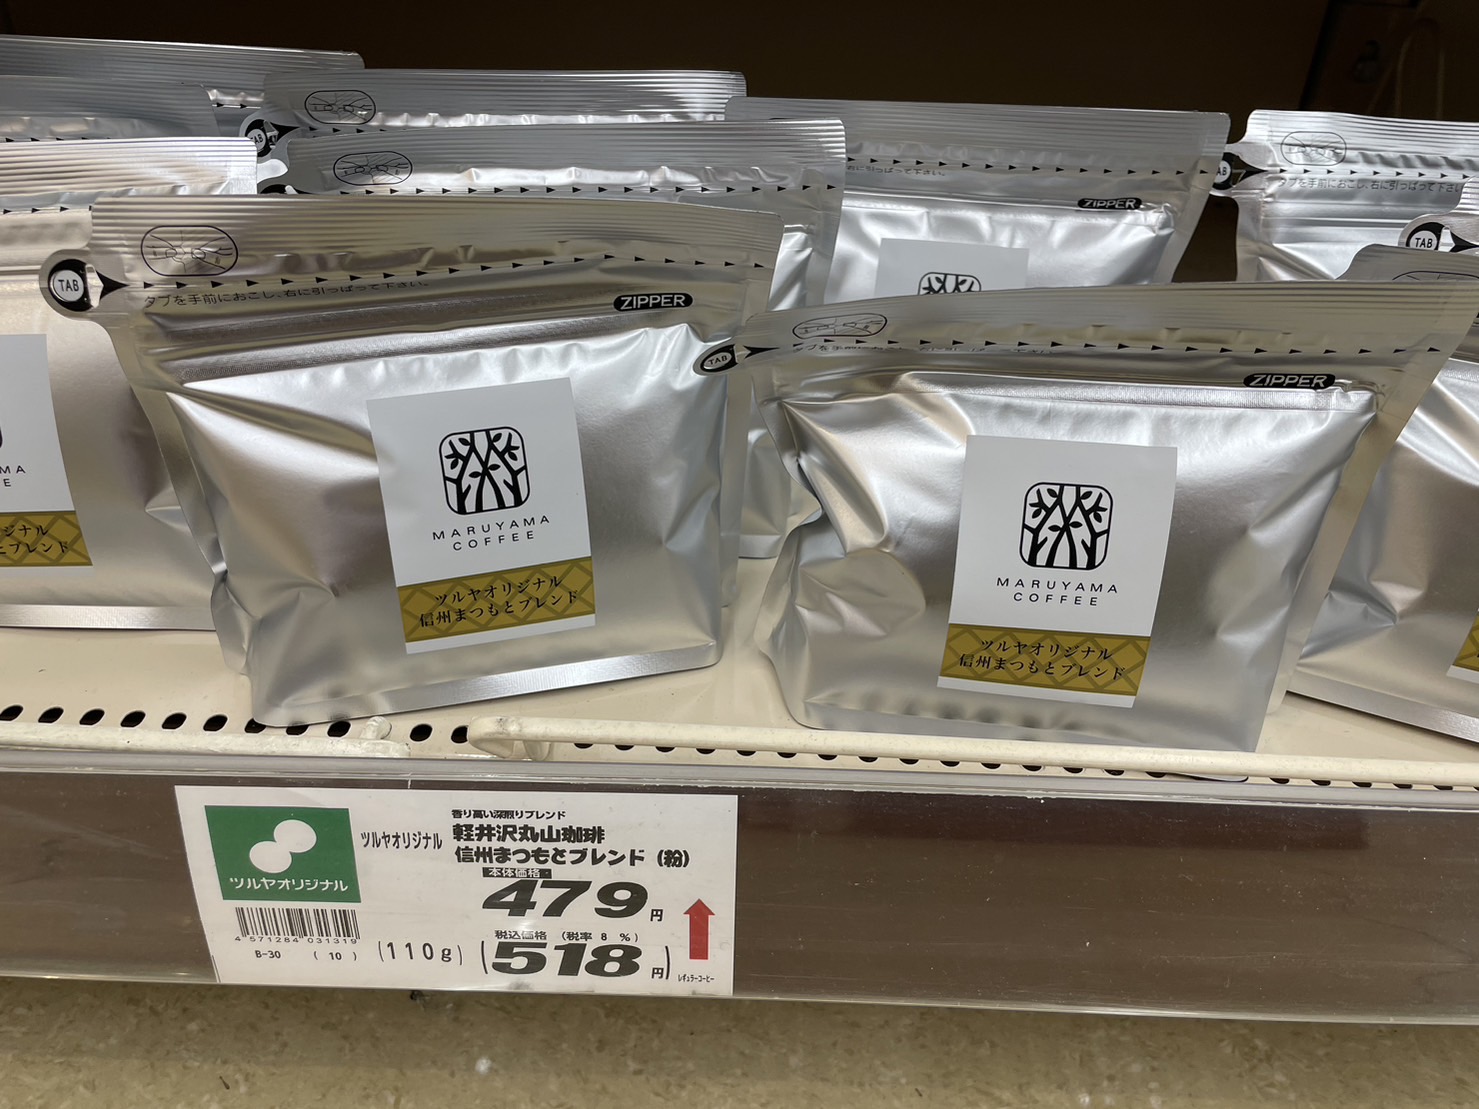 TAB
タブを手前におこし、右に引っぱって下さい。
ZIPPER
MARUYAMA
COFFEE
ツルヤオリジナル
信州まつもとブレンド
TAB
ZIPPER
MARUYAMA
COFFEE
ツルヤオリジナル
信州まつもとブレンド
ZIPPER
TAB
ツルヤオリジナル
ツルヤオリジナル
香り高い深煎りブレンド
軽井沢丸山珈琲
信州まつもとブレンド（粉）
本体価格
479円
税込価格 （税率 8 %）
(518円)
(110g)
4 571284 031319
B-30 ( 10 )
レギュラーコーヒー